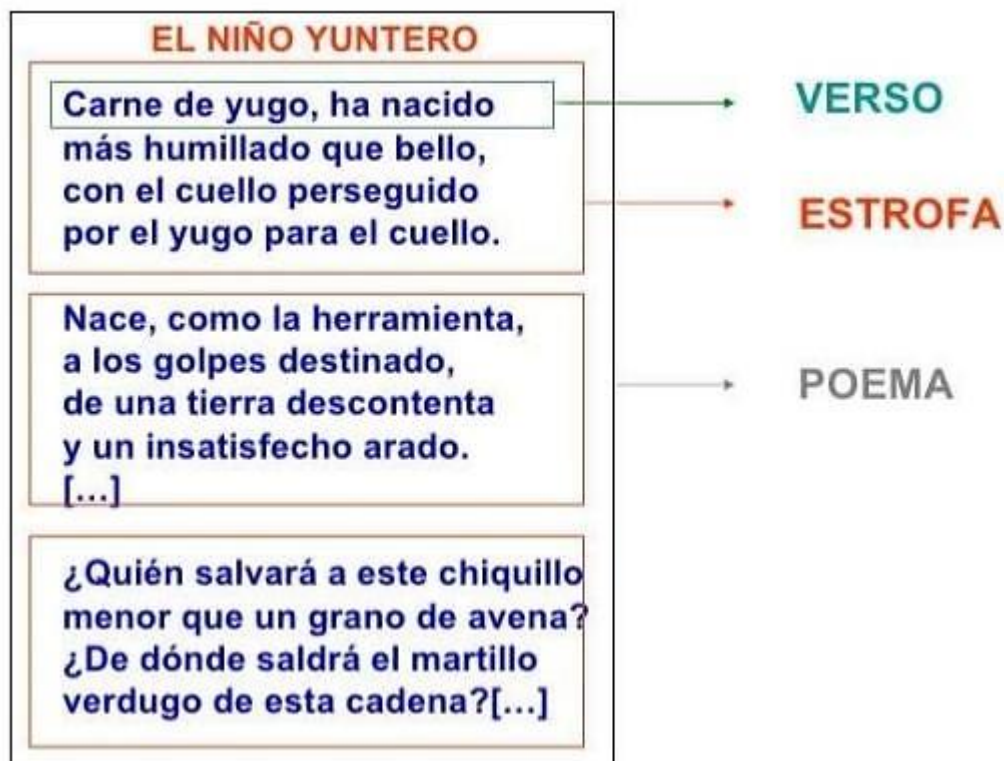 EL NIÑO YUNTERO
Carne de yugo, ha nacido
más humillado que bello,
con el cuello perseguido
por el yugo para el cuello.
Nace, como la herramienta,
a los golpes destinado,
de una tierra descontenta
y un insatisfecho arado.
[...]
¿Quién salvará a este chiquillo
menor que un grano de avena?
¿De dónde saldrá el martillo
verdugo de esta cadena?[...]
VERSO
ESTROFA
POEMA